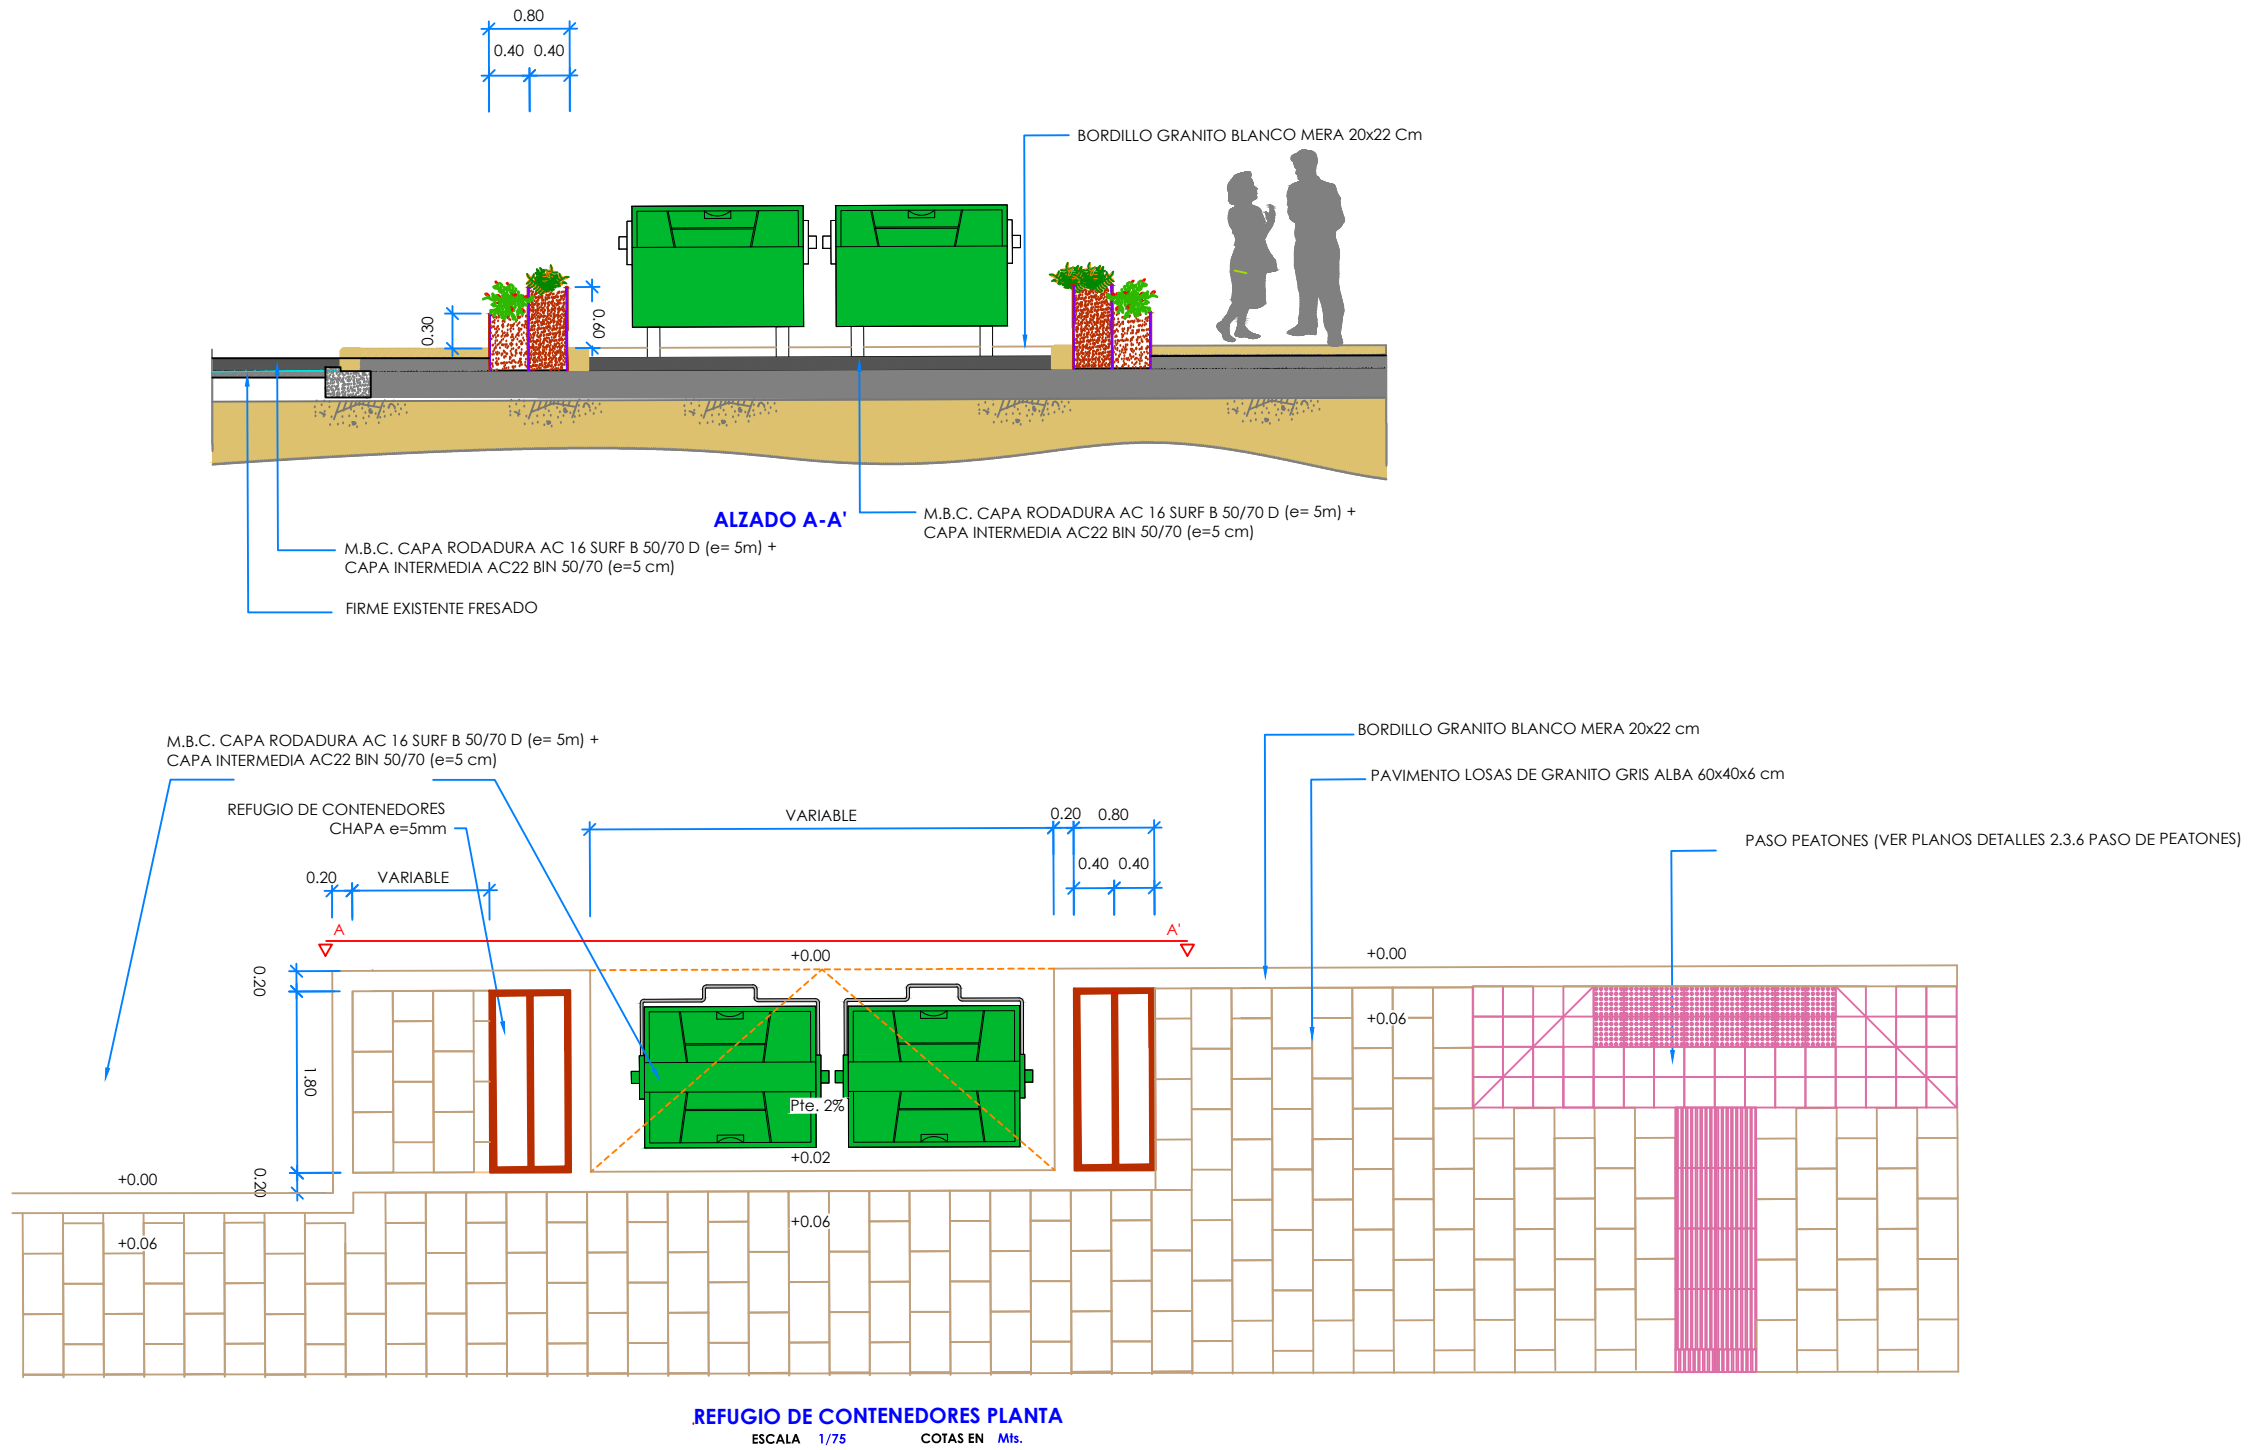 0.80
0.40 0.40
BORDILLO GRANITO BLANCO MERA 20x22 Cm
0.30
0.60
ALZADO A-A'
M.B.C. CAPA RODADURA AC 16 SURF B 50/70 D (e= 5m) +
CAPA INTERMEDIA AC22 BIN 50/70 (e=5 cm)
M.B.C. CAPA RODADURA AC 16 SURF B 50/70 D (e= 5m) +
CAPA INTERMEDIA AC22 BIN 50/70 (e=5 cm)
FIRME EXISTENTE FRESADO
M.B.C. CAPA RODADURA AC 16 SURF B 50/70 D (e= 5m) +
CAPA INTERMEDIA AC22 BIN 50/70 (e=5 cm)
BORDILLO GRANITO BLANCO MERA 20x22 cm
PAVIMENTO LOSAS DE GRANITO GRIS ALBA 60x40x6 cm
REFUGIO DE CONTENEDORES
CHAPA e=5mm
VARIABLE
0.20 0.80
PASO PEATONES (VER PLANOS DETALLES 2.3.6 PASO DE PEATONES)
0.40 0.40
0.20 VARIABLE
A
A'
+0.00
+0.00
0.20
+0.06
1.80
Pte. 2%
+0.02
0.20
+0.00
+0.06
+0.06
REFUGIO DE CONTENEDORES PLANTA
ESCALA 1/75 COTAS EN Mts.